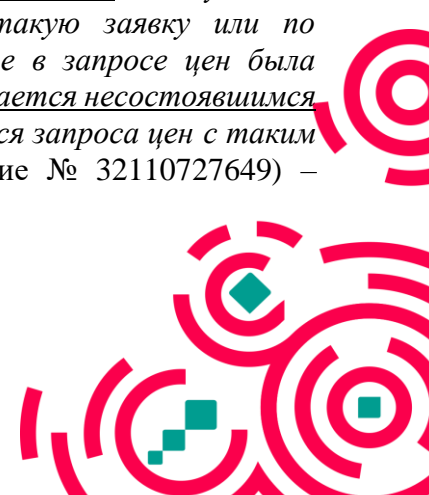 такую заявку или по
е в запросе цен была
ается несостоявшимся
ся запроса цен с таким
ие № 32110727649) –